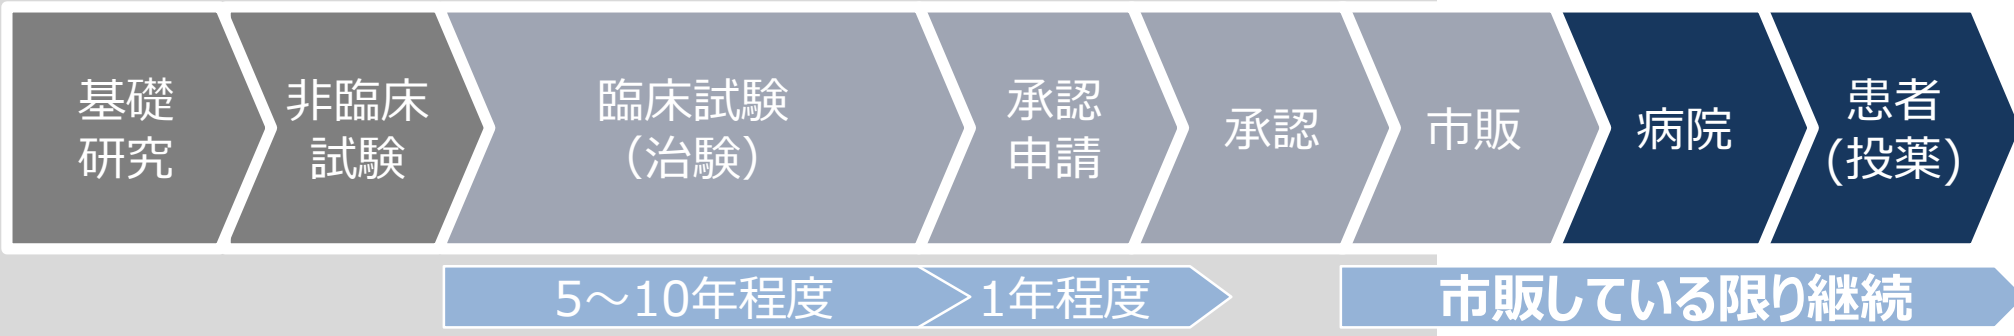 基礎
研究
非臨床
試験
臨床試験
（治験）
承認
申請
承認
市販
病院
患者
(投薬)
5～10年程度
1年程度
市販している限り継続